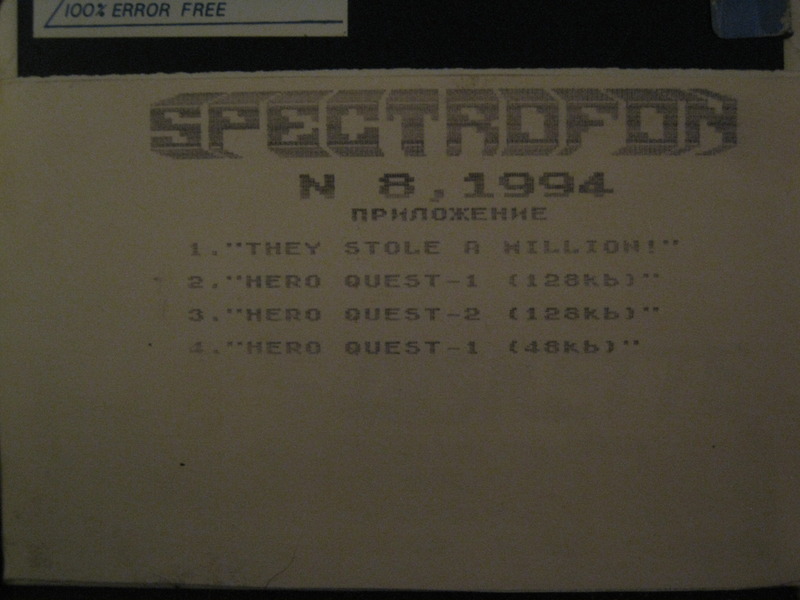 100% ERROR FREE
SPECTROFON
N 8,1994
ПРИЛОЖЕНИЕ
1."THEY STOLE A MILLION!"
2."HERO QUEST-1 (128Kb)"
3."HERO QUEST-2 (128Kb)"
4."HERO QUEST-1 (48Kb)"